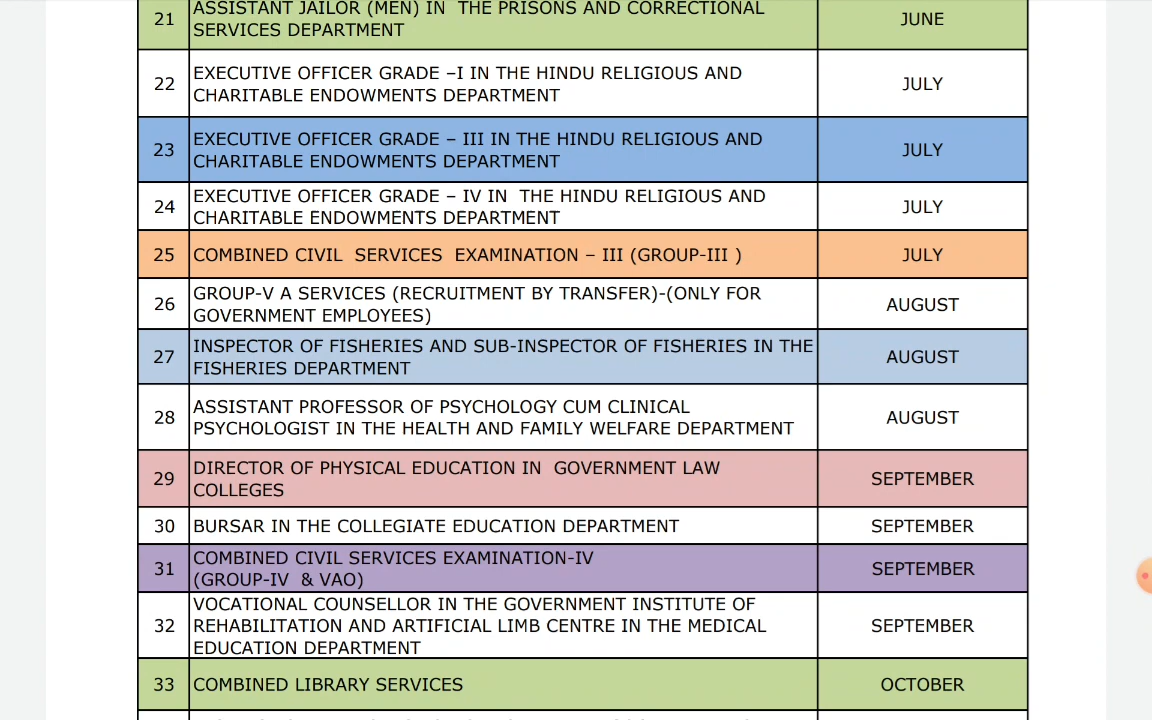 21 ASSISTANT JAILOR (MEN) IN THE PRISONS AND CORRECTIONAL
SERVICES DEPARTMENT JUNE
22 EXECUTIVE OFFICER GRADE –I IN THE HINDU RELIGIOUS AND
CHARITABLE ENDOWMENTS DEPARTMENT JULY
23 EXECUTIVE OFFICER GRADE – III IN THE HINDU RELIGIOUS AND
CHARITABLE ENDOWMENTS DEPARTMENT JULY
24 EXECUTIVE OFFICER GRADE – IV IN THE HINDU RELIGIOUS AND
CHARITABLE ENDOWMENTS DEPARTMENT JULY
25 COMBINED CIVIL SERVICES EXAMINATION – III (GROUP-III ) JULY
26 GROUP-V A SERVICES (RECRUITMENT BY TRANSFER)-(ONLY FOR
GOVERNMENT EMPLOYEES) AUGUST
27 INSPECTOR OF FISHERIES AND SUB-INSPECTOR OF FISHERIES IN THE
FISHERIES DEPARTMENT AUGUST
28 ASSISTANT PROFESSOR OF PSYCHOLOGY CUM CLINICAL
PSYCHOLOGIST IN THE HEALTH AND FAMILY WELFARE DEPARTMENT AUGUST
29 DIRECTOR OF PHYSICAL EDUCATION IN GOVERNMENT LAW
COLLEGES SEPTEMBER
30 BURSAR IN THE COLLEGIATE EDUCATION DEPARTMENT SEPTEMBER
31 COMBINED CIVIL SERVICES EXAMINATION-IV
(GROUP-IV & VAO) SEPTEMBER
32 VOCATIONAL COUNSELLOR IN THE GOVERNMENT INSTITUTE OF
REHABILITATION AND ARTIFICIAL LIMB CENTRE IN THE MEDICAL
EDUCATION DEPARTMENT SEPTEMBER
33 COMBINED LIBRARY SERVICES OCTOBER